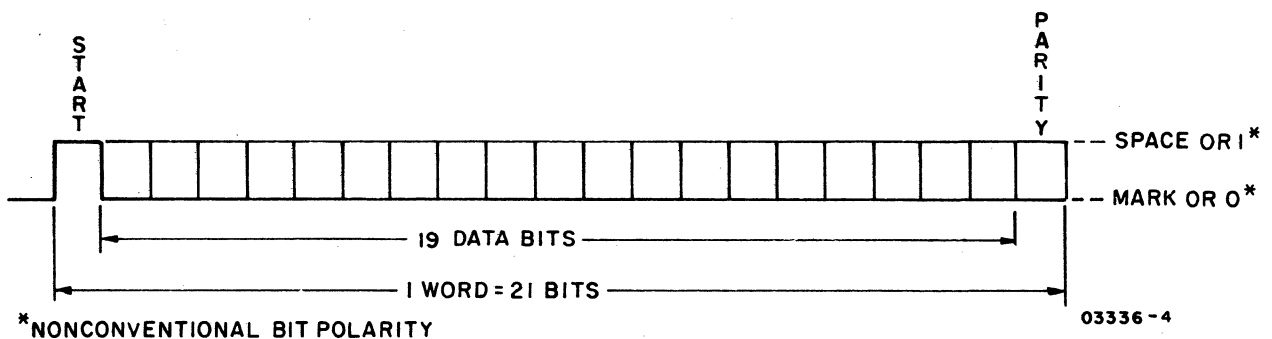 START
PARITY
SPACE OR 1*
MARK OR 0*
19 DATA BITS
1 WORD = 21 BITS
*NONCONVENTIONAL BIT POLARITY
03336-4